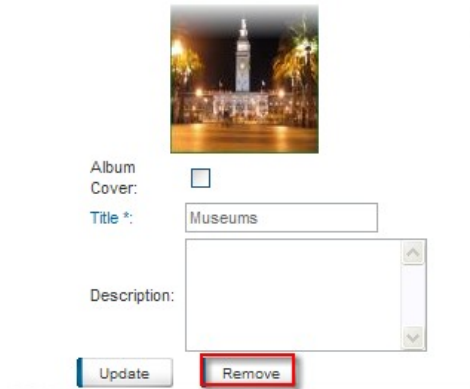 Album
Cover:
Title *:
Museums
Description:
Update
Remove